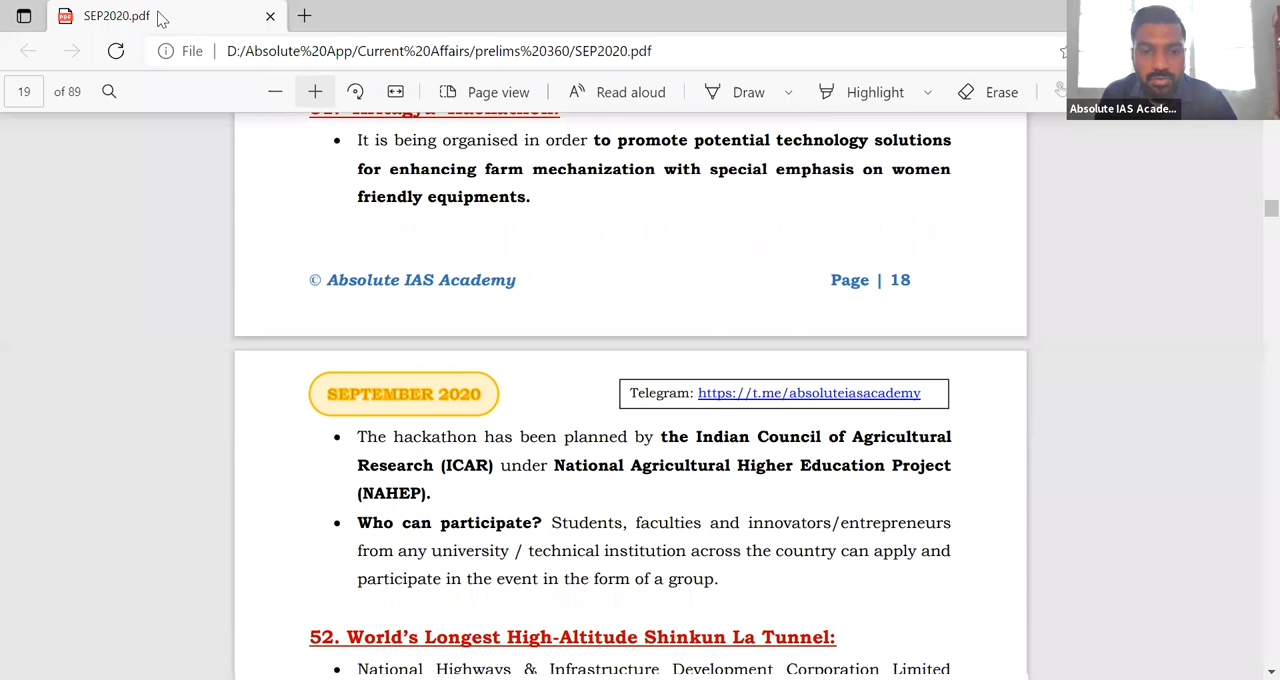 SEP2020.pdf
File
D:/Absolute%20App/Current%20Affairs/prelims%20360/SEP2020.pdf
19 of 89
Page view
Read aloud
Draw
Highlight
Erase
Absolute IAS Acade...
• It is being organised in order to promote potential technology solutions
for enhancing farm mechanization with special emphasis on women
friendly equipments.
© Absolute IAS Academy Page | 18
SEPTEMBER 2020
Telegram: https://t.me/absoluteiasacademy
• The hackathon has been planned by the Indian Council of Agricultural
Research (ICAR) under National Agricultural Higher Education Project
(NAHEP).
• Who can participate? Students, faculties and innovators/entrepreneurs
from any university / technical institution across the country can apply and
participate in the event in the form of a group.
52. World’s Longest High-Altitude Shinkun La Tunnel:
• National Highways & Infrastructure Development Corporation Limited